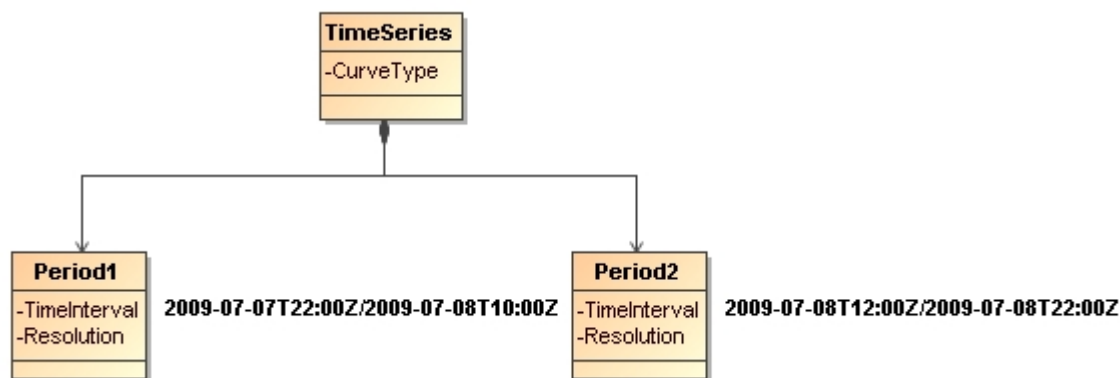 TimeSeries
-CurveType
Period1
-TimeInterval
-Resolution
2009-07-07T22:00Z/2009-07-08T10:00Z
Period2
-TimeInterval
-Resolution
2009-07-08T12:00Z/2009-07-08T22:00Z